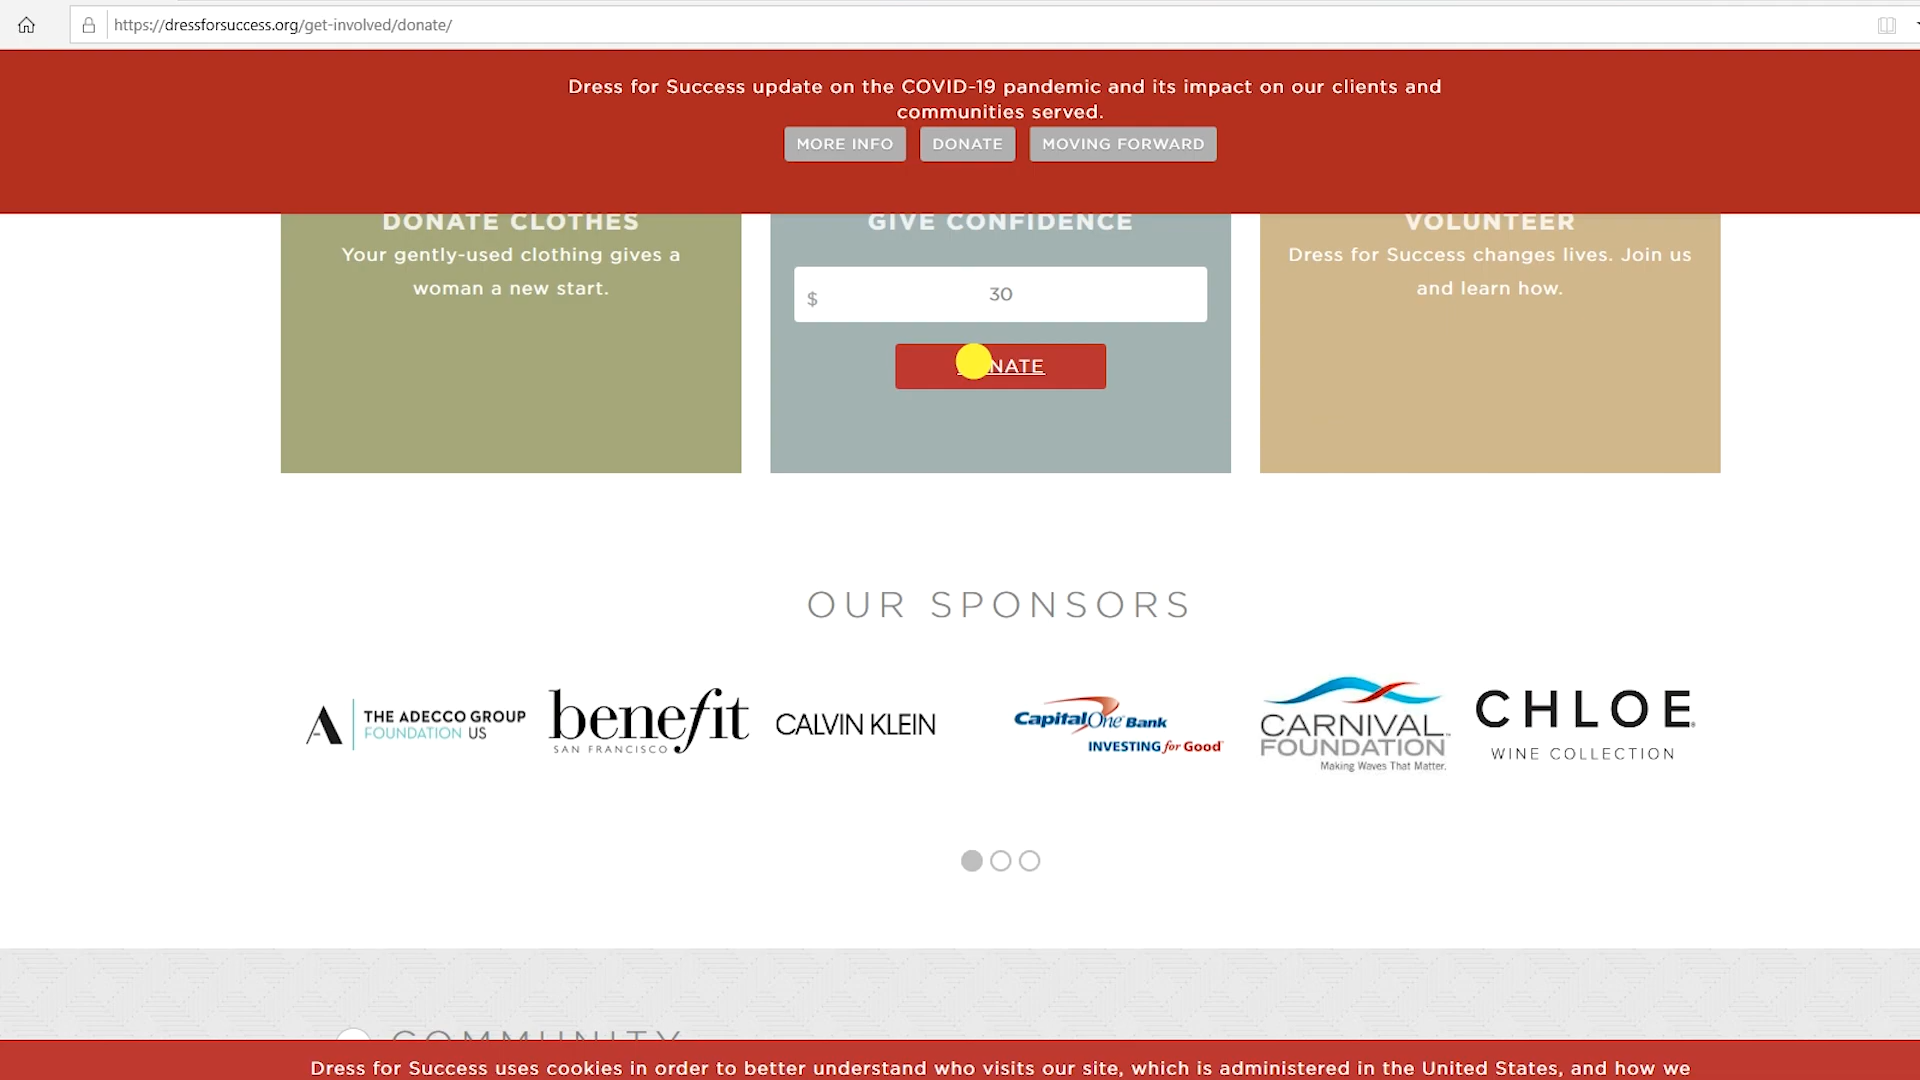 https://dressforsuccess.org/get-involved/donate/
Dress for Success update on the COVID-19 pandemic and its impact on our clients and
communities served.
MORE INFO DONATE MOVING FORWARD
DONATE CLOTHES
Your gently-used clothing gives a
woman a new start.
GIVE CONFIDENCE
$ 30
NATE
VOLUNTEER
Dress for Success changes lives. Join us
and learn how.
OUR SPONSORS
A THE ADECCO GROUP
FOUNDATION US
benefit
SAN FRANCISCO
CALVIN KLEIN
Capital One Bank
INVESTING for Good
CARNIVAL
FOUNDATION
Making Waves That Matter.
CHLOE
WINE COLLECTION
COMMUNITY
Dress for Success uses cookies in order to better understand who visits our site, which is administered in the United States, and how we